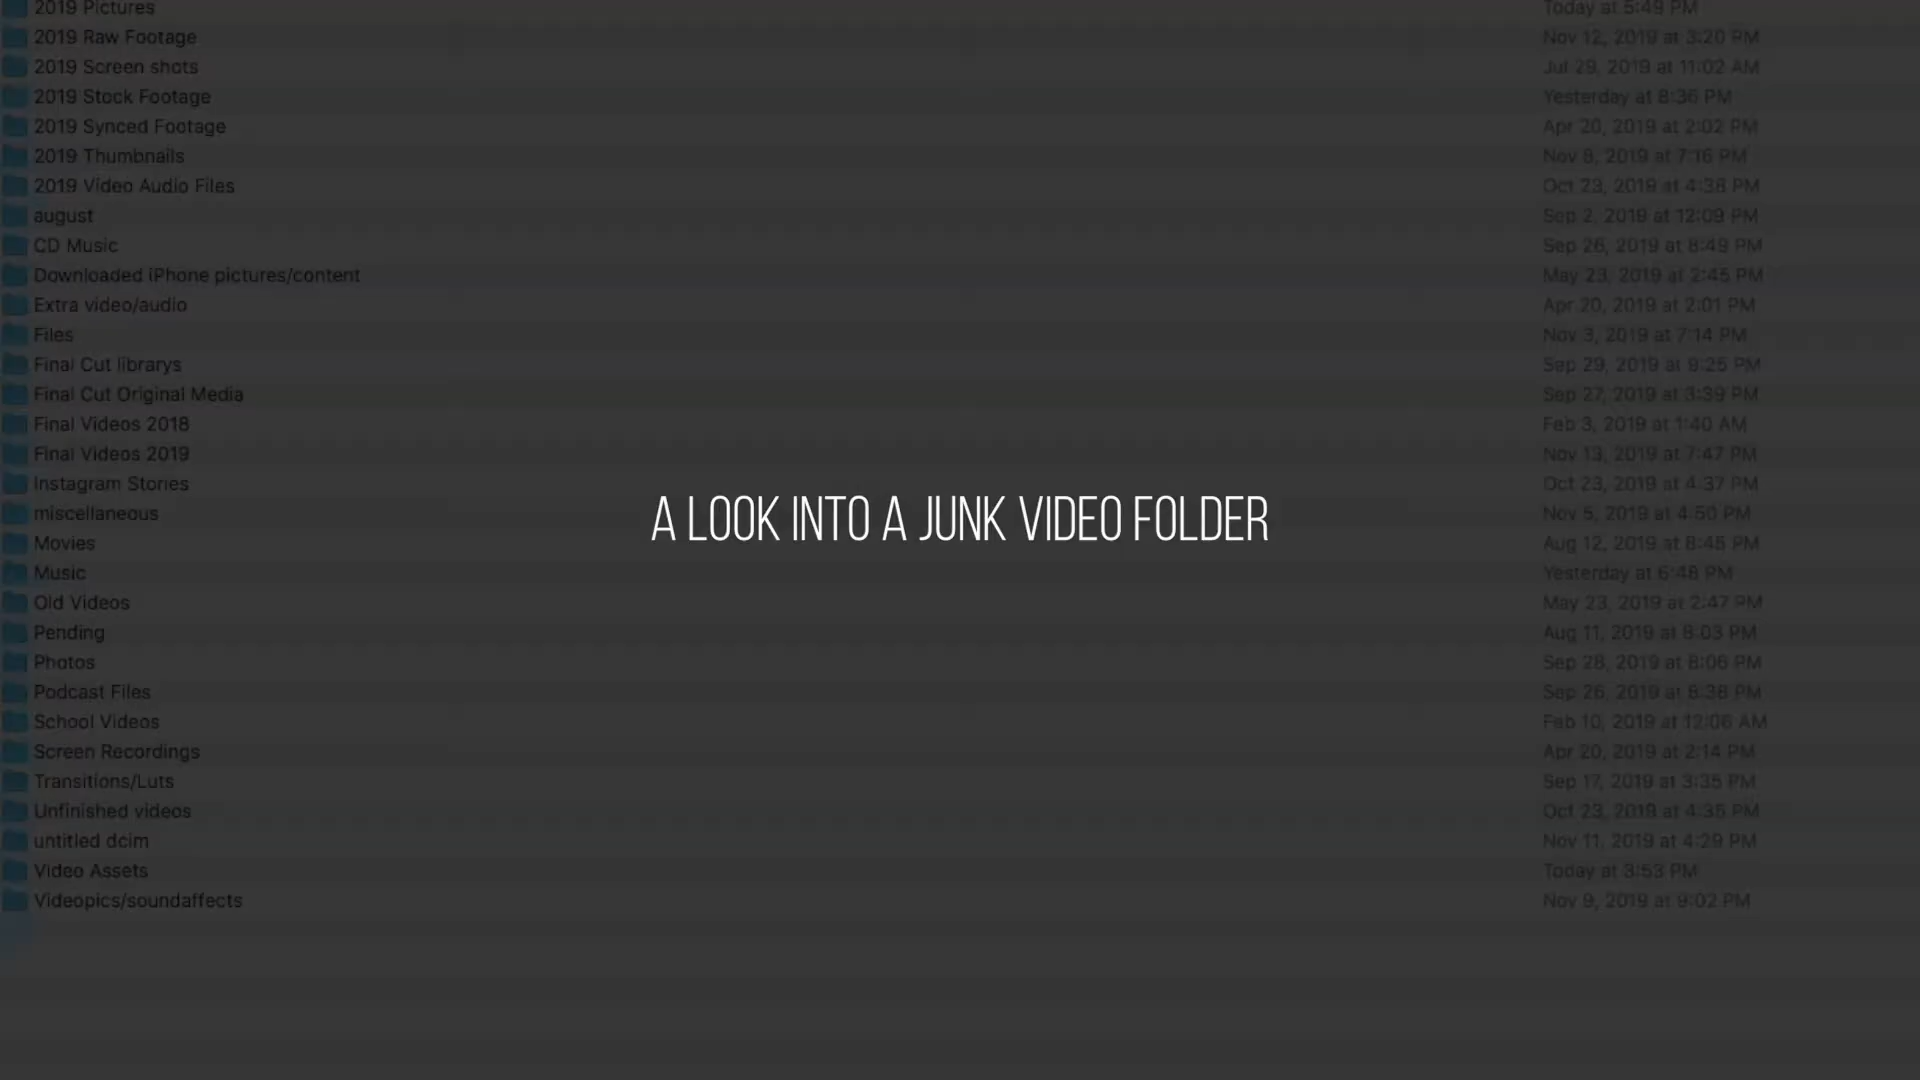 2019 Pictures Today at 5:49 PM
2019 Raw Footage Nov 12, 2019 at 3:20 PM
2019 Screen shots Jul 29, 2019 at 11:02 AM
2019 Stock Footage Yesterday at 8:36 PM
2019 Synced Footage Apr 20, 2019 at 2:02 PM
2019 Thumbnails Nov 8, 2019 at 7:16 PM
2019 Video Audio Files Oct 23, 2019 at 4:38 PM
august Sep 2, 2019 at 12:09 PM
CD Music Sep 26, 2019 at 8:49 PM
Downloaded iPhone pictures/content May 23, 2019 at 2:45 PM
Extra video/audio Apr 20, 2019 at 2:01 PM
Files Nov 3, 2019 at 7:14 PM
Final Cut librarys Sep 29, 2019 at 9:25 PM
Final Cut Original Media Sep 27, 2019 at 3:39 PM
Final Videos 2018 Feb 3, 2019 at 1:40 AM
Final Videos 2019 Nov 13, 2019 at 7:47 PM
Instagram Stories Oct 23, 2019 at 4:37 PM
miscellaneous Nov 5, 2019 at 4:50 PM
A LOOK INTO A JUNK VIDEO FOLDER
Movies Aug 12, 2019 at 8:45 PM
Music Yesterday at 6:48 PM
Old Videos May 23, 2019 at 2:47 PM
Pending Aug 11, 2019 at 8:03 PM
Photos Sep 28, 2019 at 8:06 PM
Podcast Files Sep 26, 2019 at 8:38 PM
School Videos Feb 10, 2019 at 12:06 AM
Screen Recordings Apr 20, 2019 at 2:14 PM
Transitions/Luts Sep 17, 2019 at 3:35 PM
Unfinished videos Oct 23, 2019 at 4:35 PM
untitled dcim Nov 11, 2019 at 4:29 PM
Video Assets Today at 3:53 PM
Videopics/soundaffects Nov 9, 2019 at 9:02 PM